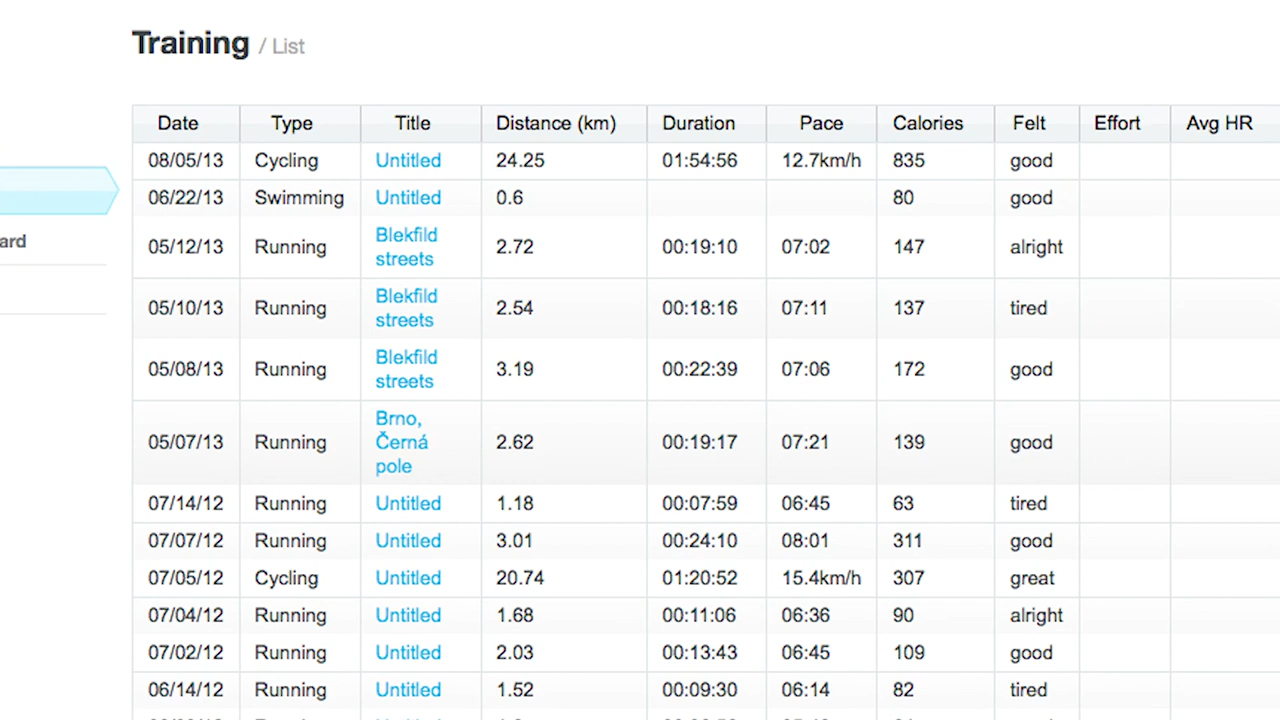 Training / List
Date Type Title Distance (km) Duration Pace Calories Felt Effort Avg HR
08/05/13 Cycling Untitled 24.25 01:54:56 12.7km/h 835 good
06/22/13 Swimming Untitled 0.6 80 good
ard
05/12/13 Running Blekfild streets 2.72 00:19:10 07:02 147 alright
05/10/13 Running Blekfild streets 2.54 00:18:16 07:11 137 tired
05/08/13 Running Blekfild streets 3.19 00:22:39 07:06 172 good
05/07/13 Running Brno, Černá pole 2.62 00:19:17 07:21 139 good
07/14/12 Running Untitled 1.18 00:07:59 06:45 63 tired
07/07/12 Running Untitled 3.01 00:24:10 08:01 311 good
07/05/12 Cycling Untitled 20.74 01:20:52 15.4km/h 307 great
07/04/12 Running Untitled 1.68 00:11:06 06:36 90 alright
07/02/12 Running Untitled 2.03 00:13:43 06:45 109 good
06/14/12 Running Untitled 1.52 00:09:30 06:14 82 tired